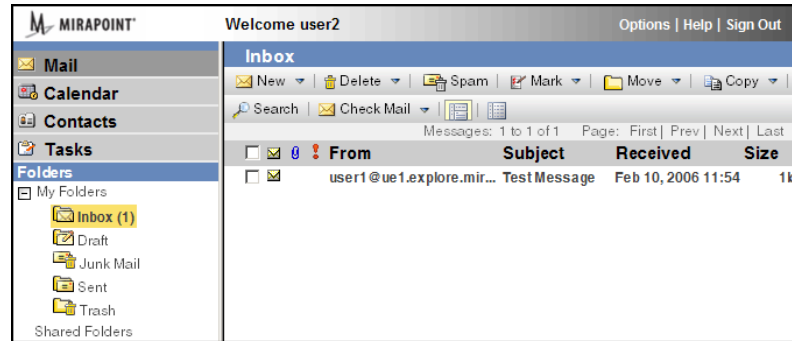 MIRAPOINT
Welcome user2
Options | Help | Sign Out
Mail
Calendar
Contacts
Tasks
Folders
My Folders
Inbox (1)
Draft
Junk Mail
Sent
Trash
Shared Folders
Inbox
New | Delete | Spam | Mark | Move | Copy |
Search | Check Mail | |
Messages: 1 to 1 of 1 Page: First | Prev | Next | Last
From Subject Received Size
user1@ue1.explore.mir... Test Message Feb 10, 2006 11:54 1k